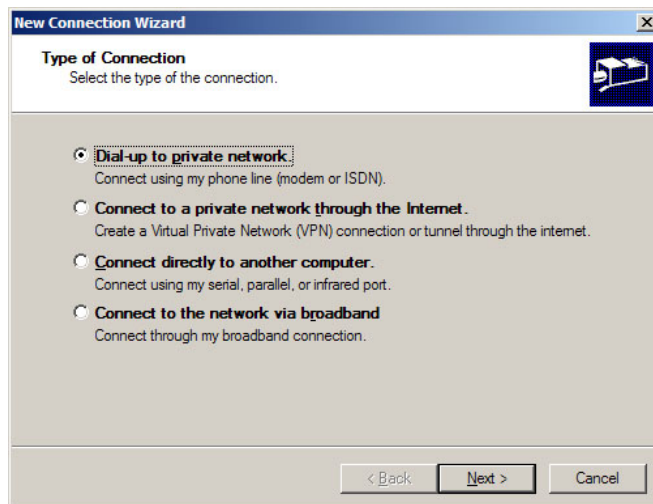 New Connection Wizard
Type of Connection
Select the type of the connection.
Dial-up to private network.
Connect using my phone line (modem or ISDN).
Connect to a private network through the Internet.
Create a Virtual Private Network (VPN) connection or tunnel through the internet.
Connect directly to another computer.
Connect using my serial, parallel, or infrared port.
Connect to the network via broadband
Connect through my broadband connection.
< Back Next > Cancel